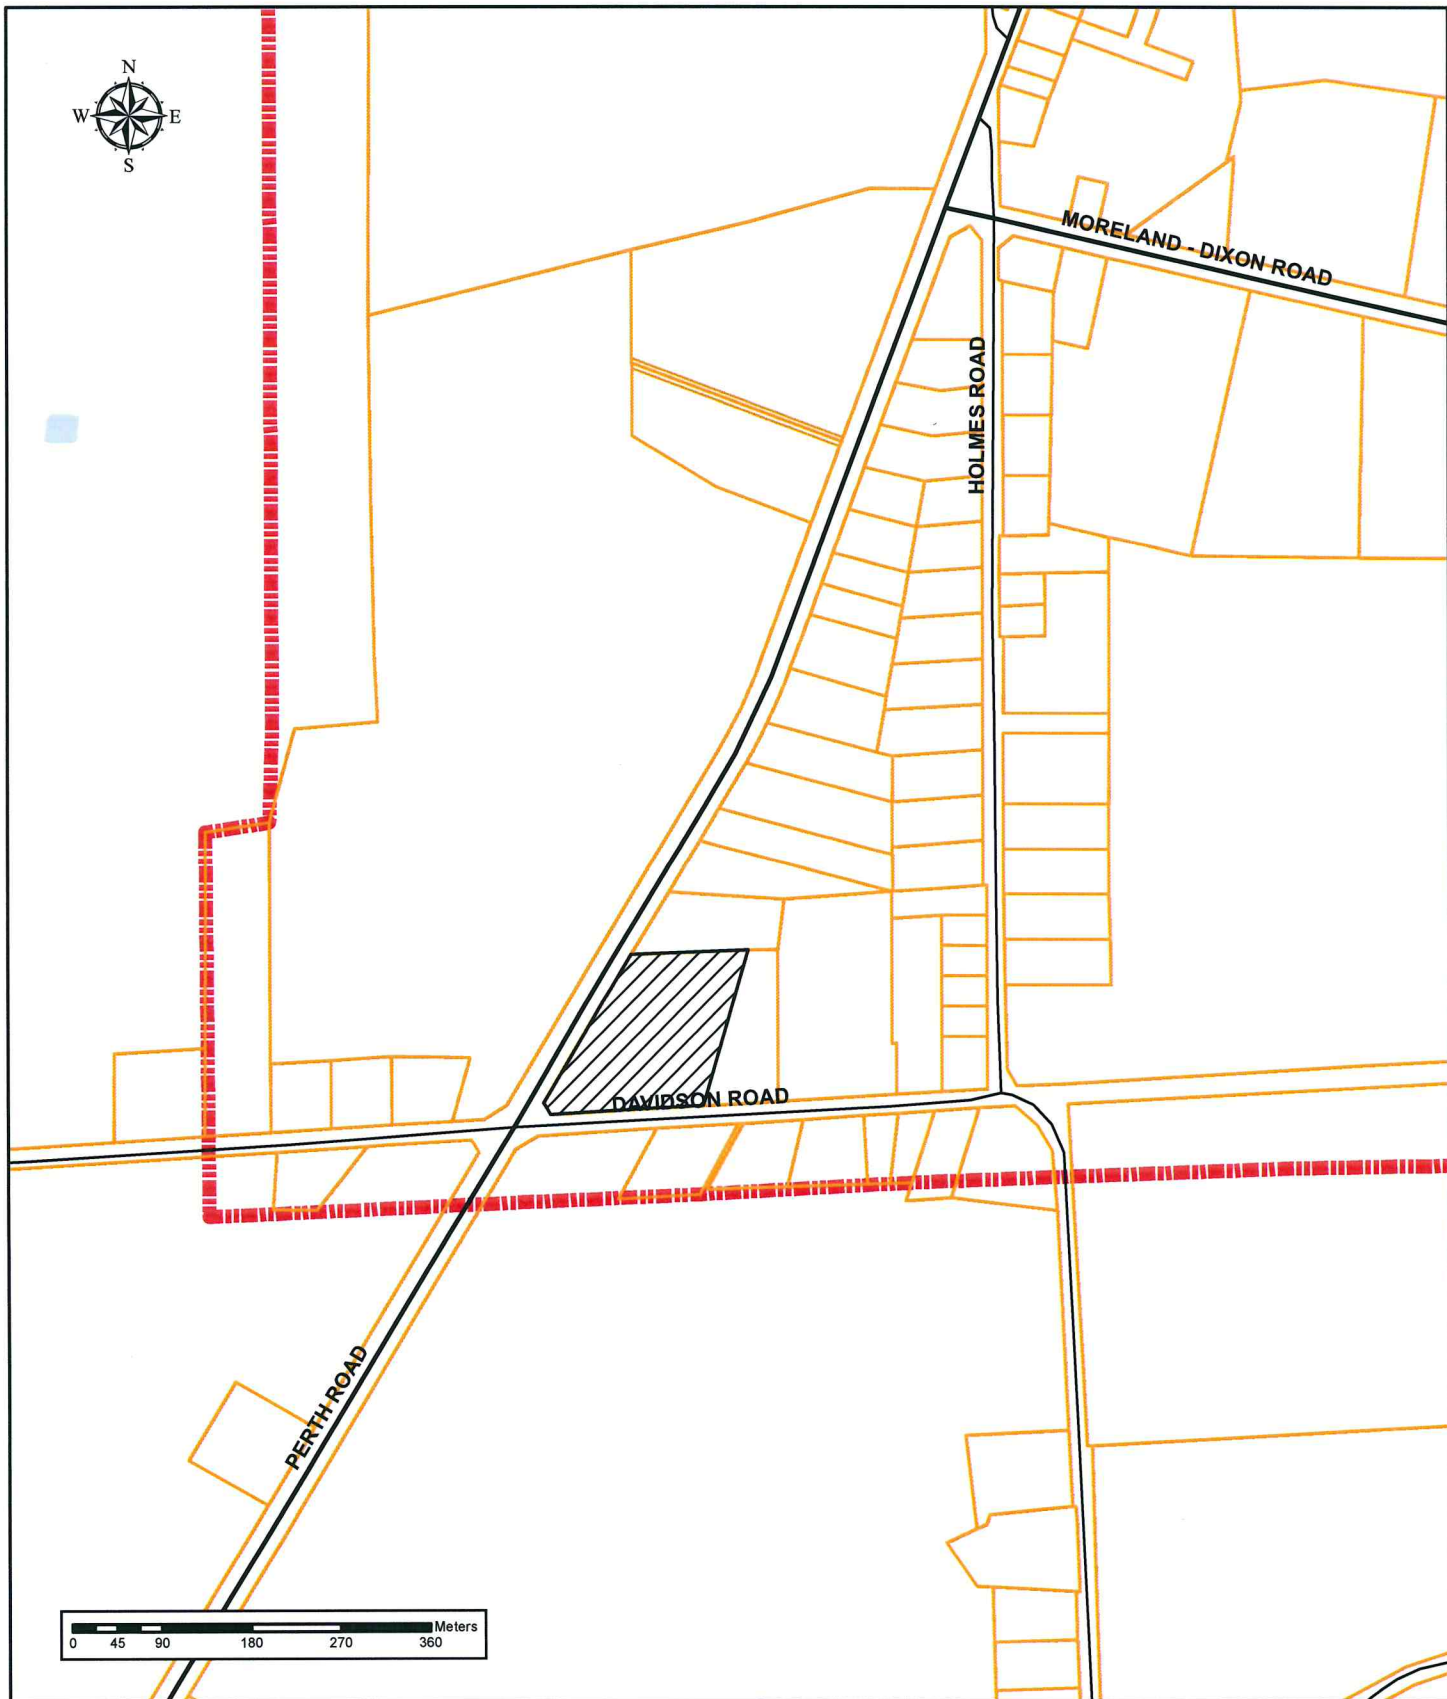 N
W E
S
MORELAND - DIXON ROAD
HOLMES ROAD
DAVIDSON ROAD
PERTH ROAD
Meters
0 45 90 180 270 360